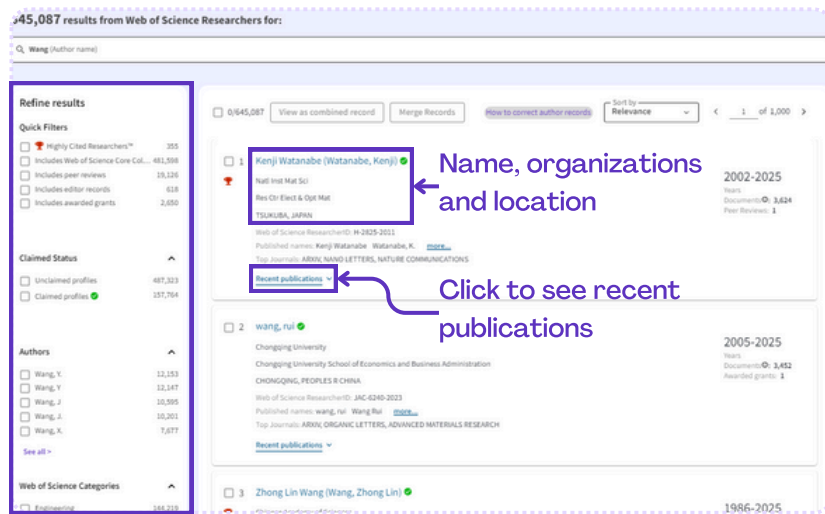 645,087 results from Web of Science Researchers for:
Wang (Author name)
Refine results
Quick Filters
Highly Cited Researchers™ 355
Includes Web of Science Core Col... 481,598
Includes peer reviews 19,126
Includes editor records 618
Includes awarded grants 2,650
Claimed Status
Unclaimed profiles 487,323
Claimed profiles 157,764
Authors
Wang, Y. 12,153
Wang, Y 12,147
Wang, J 10,595
Wang, J. 10,201
Wang, X. 7,677
See all >
Web of Science Categories
Engineering 144,219
0/645,087 View as combined record Merge Records How to correct author records Sort by Relevance 1 of 1,000
1 Kenji Watanabe (Watanabe, Kenji)
Natl Inst Mat Sci
Res Ctr Elect & Opt Mat
TSUKUBA, JAPAN
Web of Science ResearcherID: H-2825-2011
Published names: Kenji Watanabe Watanabe, K. more...
Top Journals: ARXIV, NANO LETTERS, NATURE COMMUNICATIONS
Recent publications
2002-2025
Years
Documents: 3,624
Peer Reviews: 1
Name, organizations
and location
Click to see recent
publications
2 wang, rui
Chongqing University
Chongqing University School of Economics and Business Administration
CHONGQING, PEOPLES R CHINA
Web of Science ResearcherID: JAC-6240-2023
Published names: wang, rui Wang Rui more...
Top Journals: ARXIV, ORGANIC LETTERS, ADVANCED MATERIALS RESEARCH
Recent publications
2005-2025
Years
Documents: 3,452
Awarded grants: 1
3 Zhong Lin Wang (Wang, Zhong Lin)
1986-2025